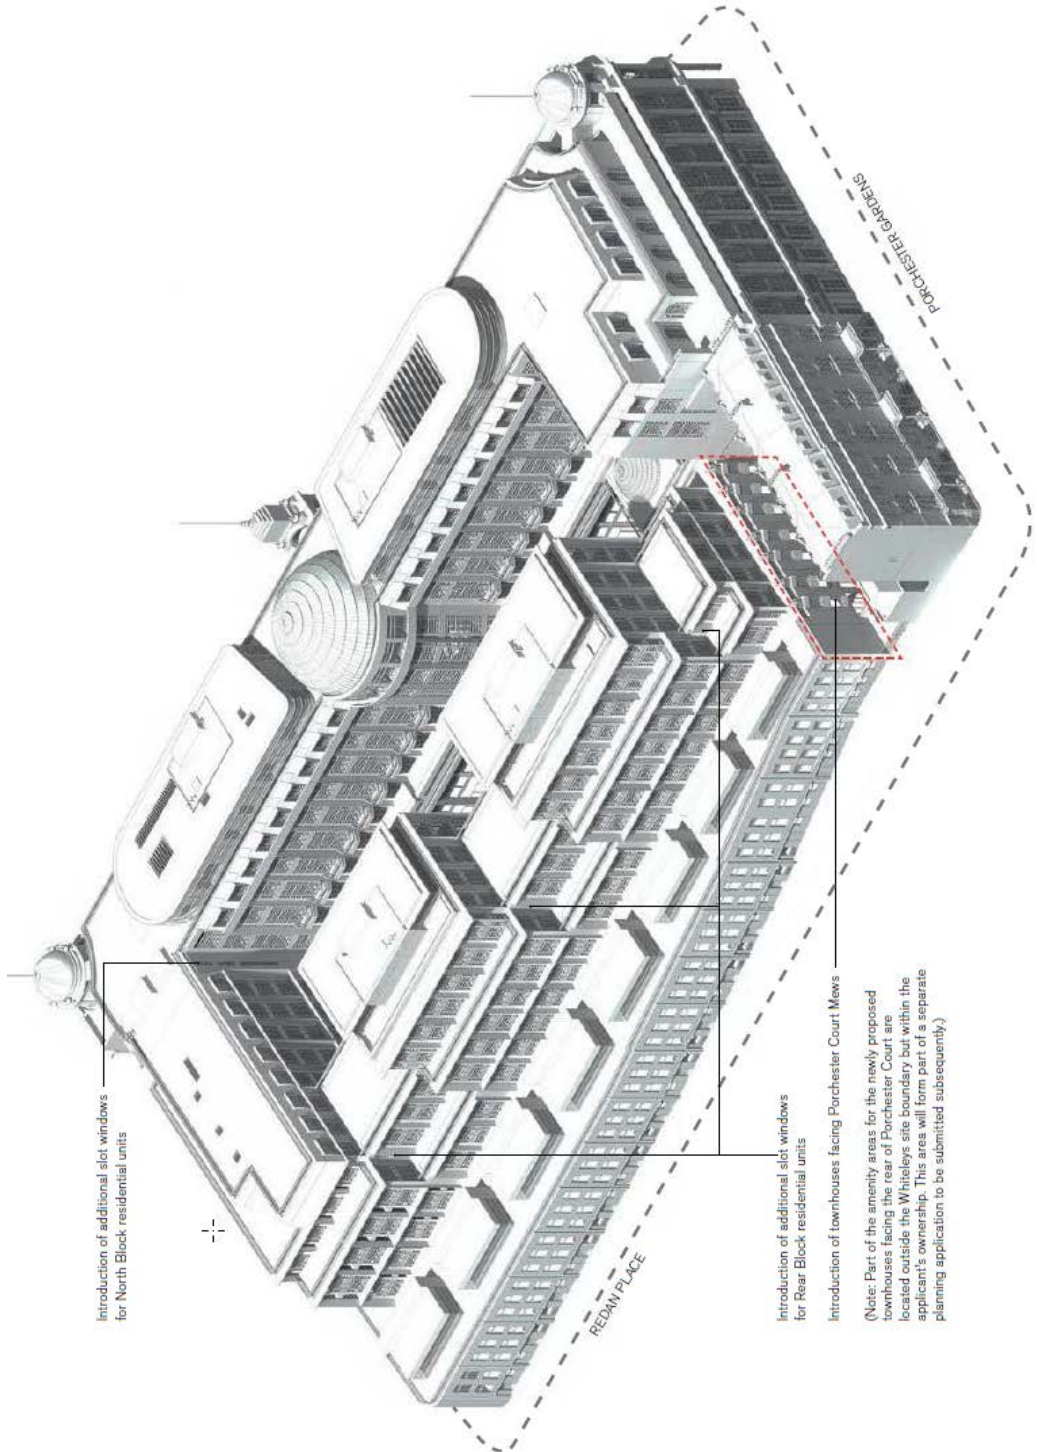 Introduction of additional slot windows
for North Block residential units
PORCHESTER GARDENS
REDAN PLACE
Introduction of additional slot windows
for Rear Block residential units
Introduction of townhouses facing Porchester Court Mews
(Note: Part of the amenity areas for the newly proposed
townhouses facing the rear of Porchester Court are
located outside the Whiteleys site boundary but within the
applicant's ownership. This area will form part of a separate
planning application to be submitted subsequently.)